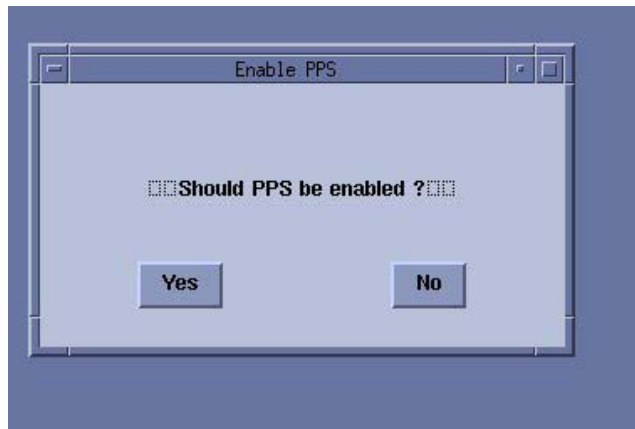 Enable PPS
Should PPS be enabled ?
Yes
No